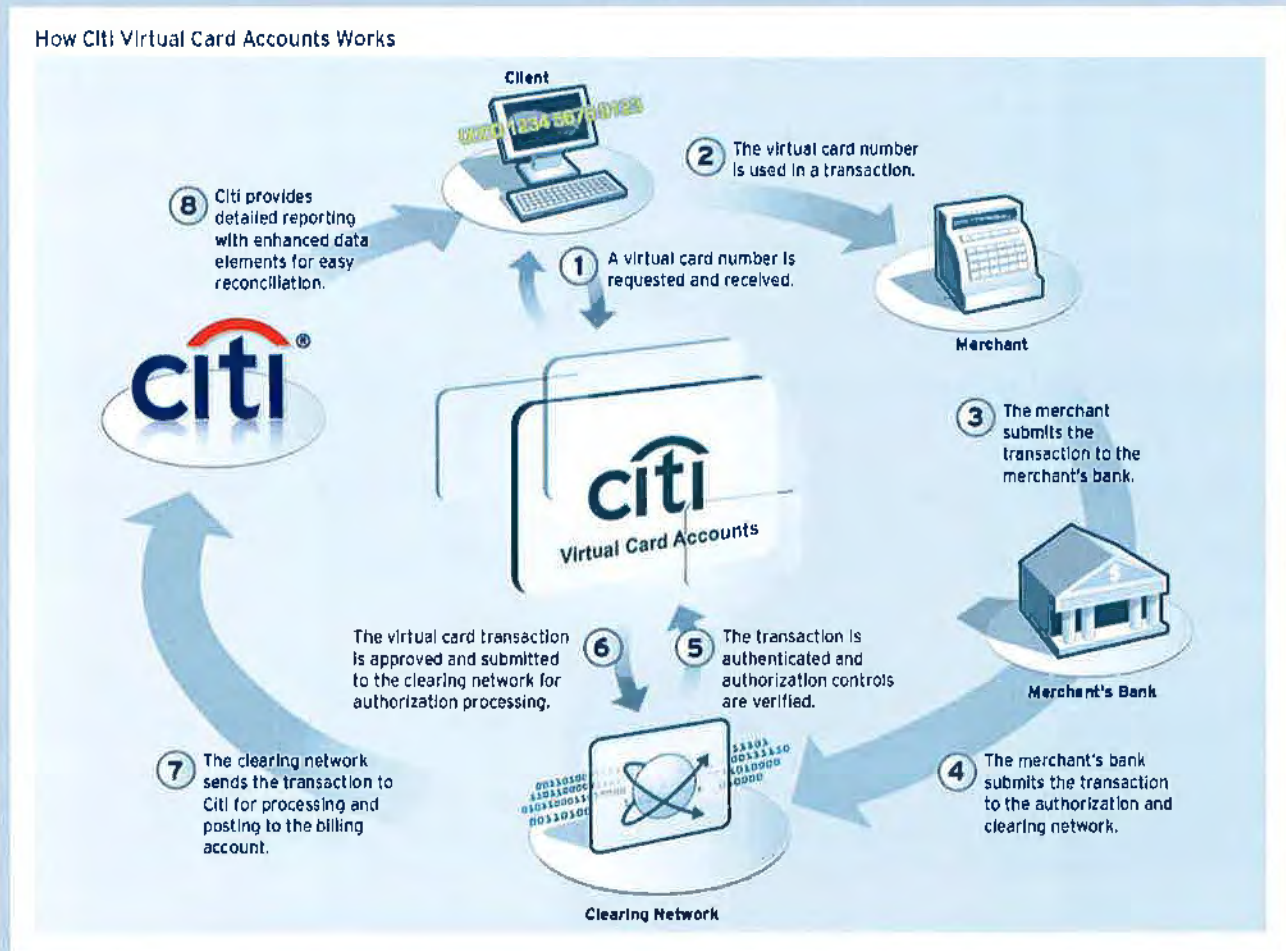 How Citi Virtual Card Accounts Works
Client
1234 5678 0123
1
A virtual card number is
requested and received.
2
The virtual card number
is used in a transaction.
Merchant
3
The merchant
submits the
transaction to the
merchant's bank.
Merchant's Bank
4
The merchant's bank
submits the transaction
to the authorization and
clearing network.
5
The transaction is
authenticated and
authorization controls
are verified.
6
The virtual card transaction
is approved and submitted
to the clearing network for
authorization processing.
Clearing Network
7
The clearing network
sends the transaction to
Citi for processing and
posting to the billing
account.
8
Citi provides
detailed reporting
with enhanced data
elements for easy
reconciliation.
citi®
citi
Virtual Card Accounts
$